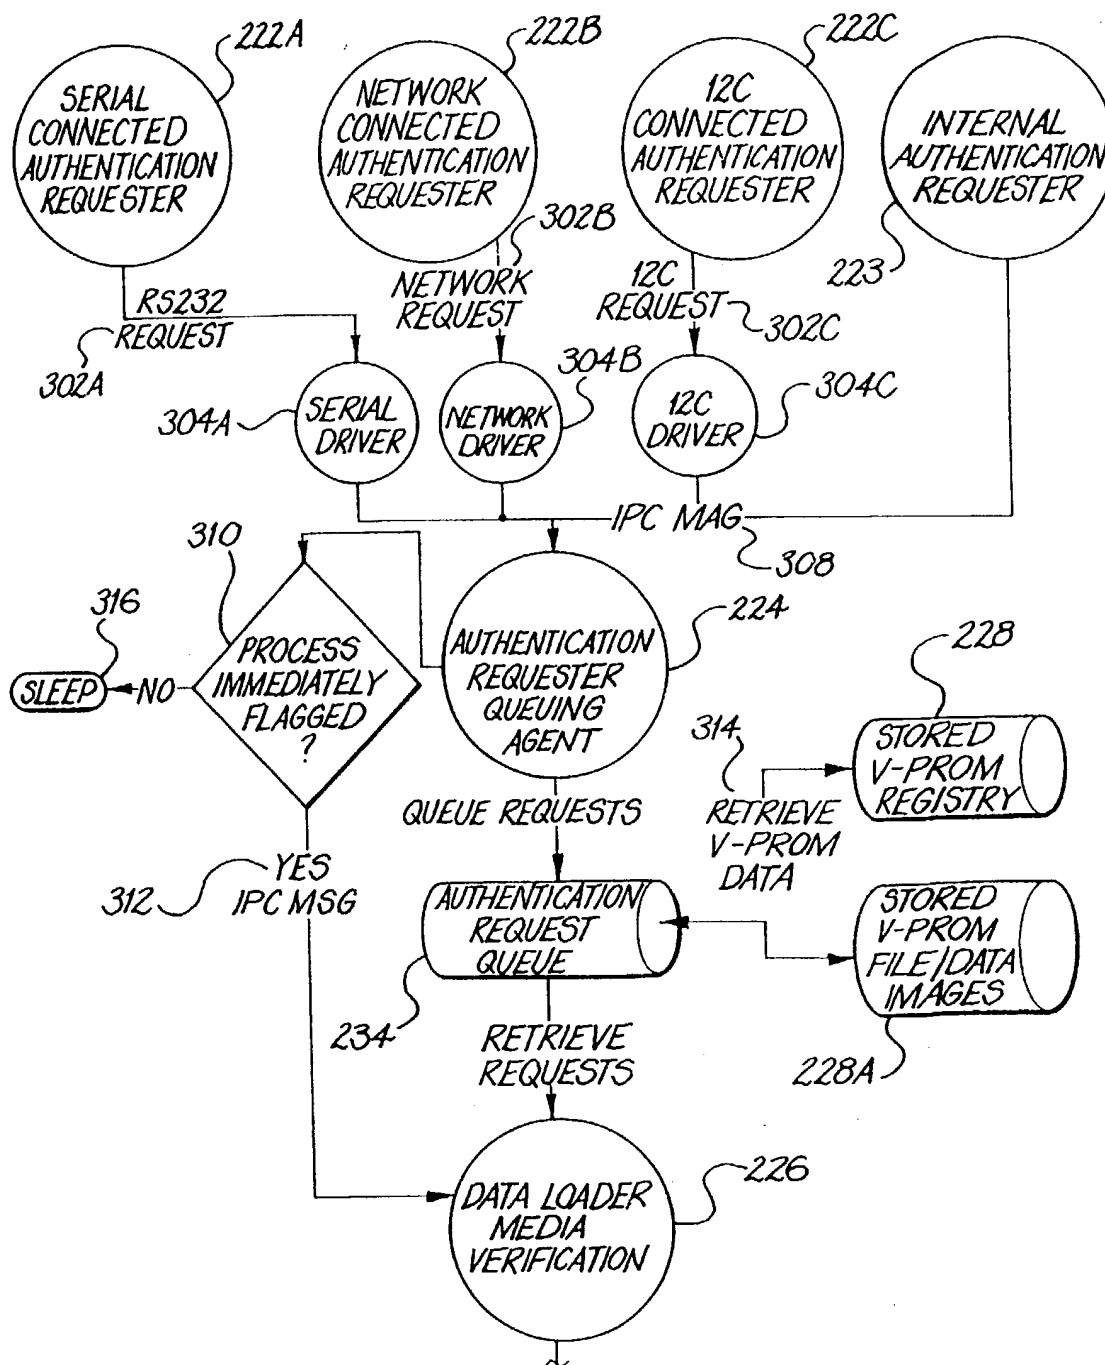 222A
222B
222C
SERIAL
CONNECTED
AUTHENTICATION
REQUESTER
NETWORK
CONNECTED
AUTHENTICATION
REQUESTER
12C
CONNECTED
AUTHENTICATION
REQUESTER
INTERNAL
AUTHENTICATION
REQUESTER
223
RS232
REQUEST
302A
302B
NETWORK
REQUEST
12C
REQUEST
302C
304A
SERIAL
DRIVER
304B
NETWORK
DRIVER
12C
DRIVER
304C
IPC MAG
308
310
316
SLEEP
NO
PROCESS
IMMEDIATELY
FLAGGED
?
AUTHENTICATION
REQUESTER
QUEUING
AGENT
224
228
STORED
V-PROM
REGISTRY
314
RETRIEVE
V-PROM
DATA
QUEUE REQUESTS
YES
IPC MSG
312
AUTHENTICATION
REQUEST
QUEUE
234
STORED
V-PROM
FILE/DATA
IMAGES
228A
RETRIEVE
REQUESTS
226
DATA LOADER
MEDIA
VERIFICATION